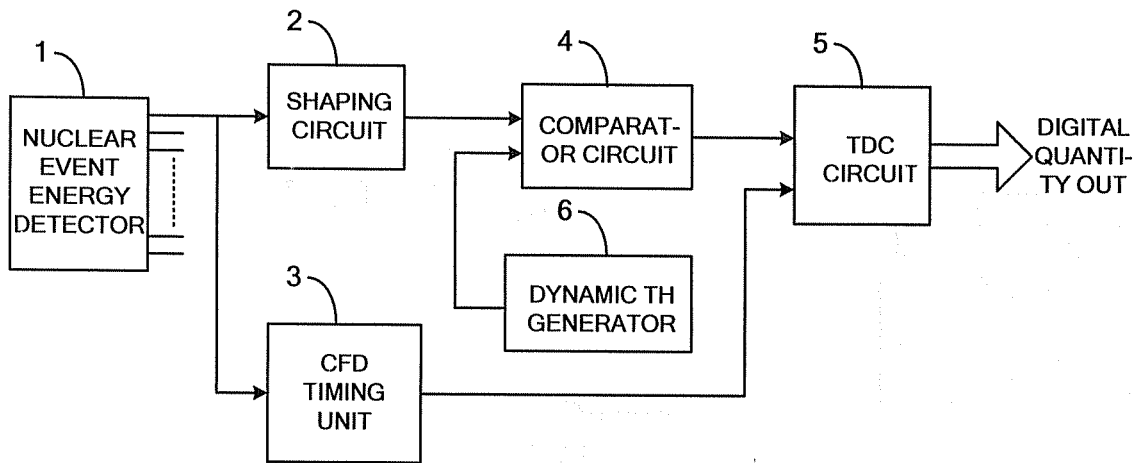 1
NUCLEAR
EVENT
ENERGY
DETECTOR
2
SHAPING
CIRCUIT
3
CFD
TIMING
UNIT
4
COMPARAT-
OR CIRCUIT
6
DYNAMIC TH
GENERATOR
5
TDC
CIRCUIT
DIGITAL
QUANTI-
TY OUT